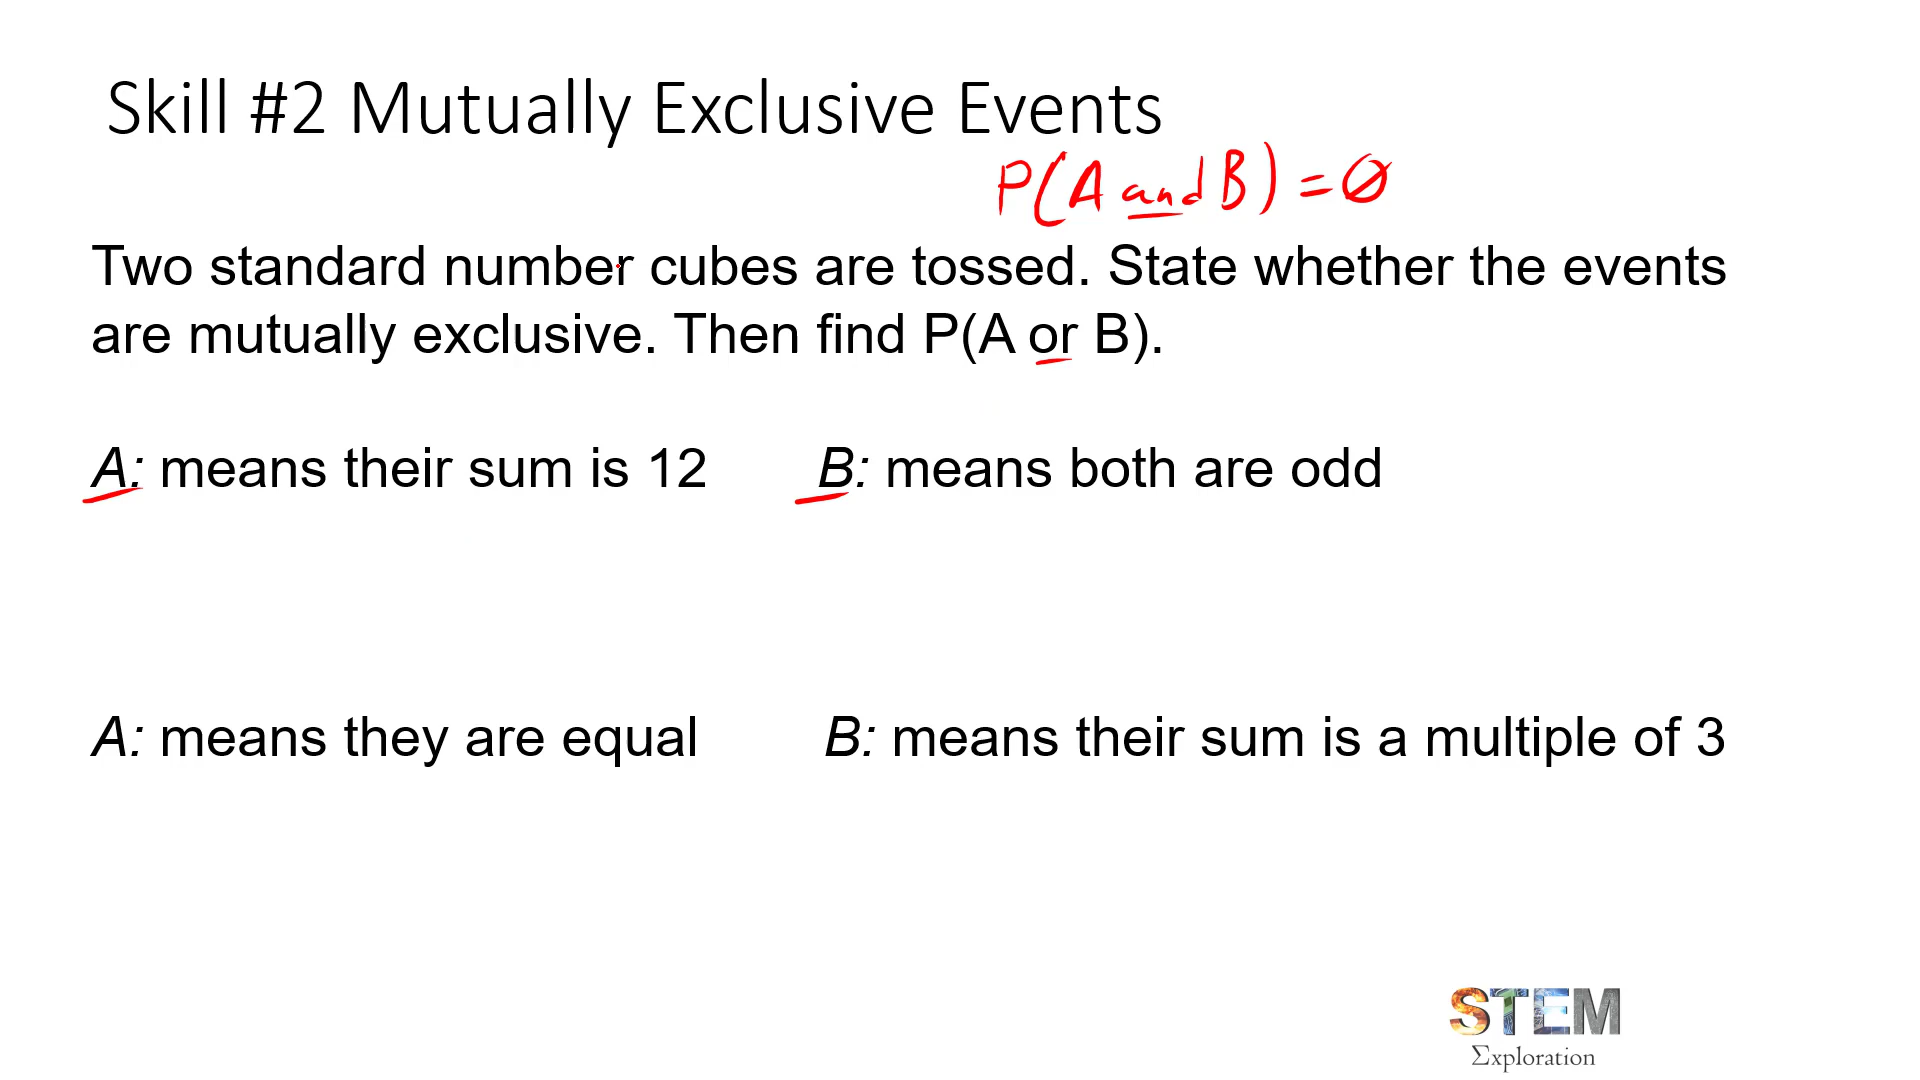 Skill #2 Mutually Exclusive Events
P(A and B) = ∅
Two standard number cubes are tossed. State whether the events
are mutually exclusive. Then find P(A or B).
A: means their sum is 12 B: means both are odd
A: means they are equal B: means their sum is a multiple of 3
STEM
Σxploration